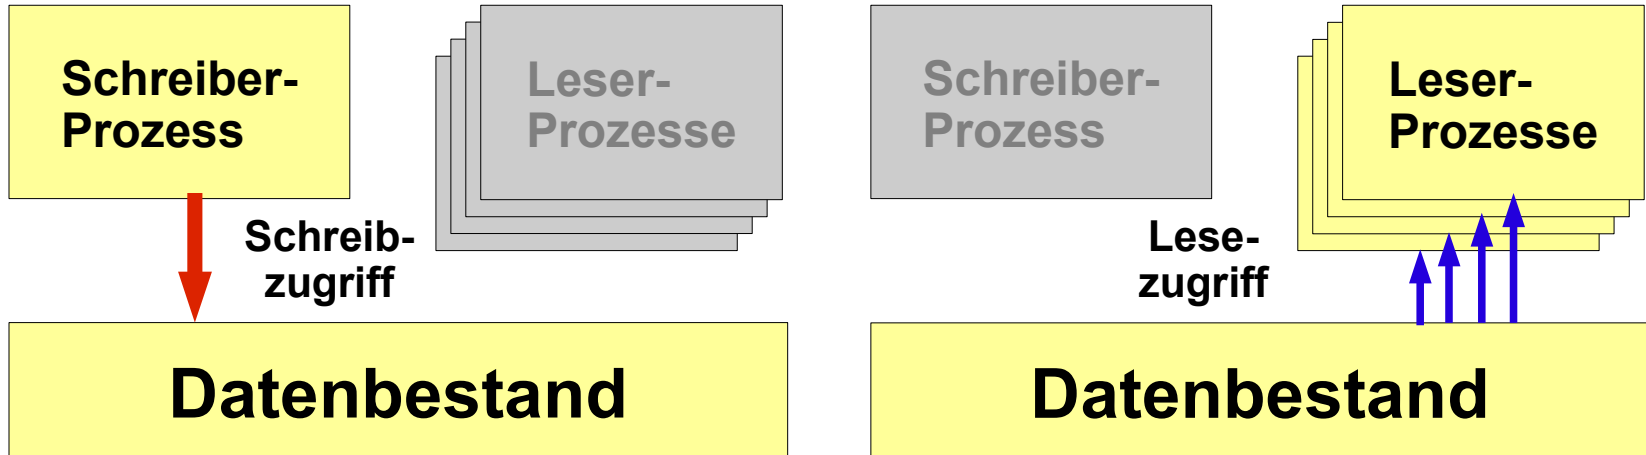 Schreiber-
Prozess
Leser-
Prozesse
Schreib-
zugriff
Datenbestand
Schreiber-
Prozess
Leser-
Prozesse
Lese-
zugriff
Datenbestand